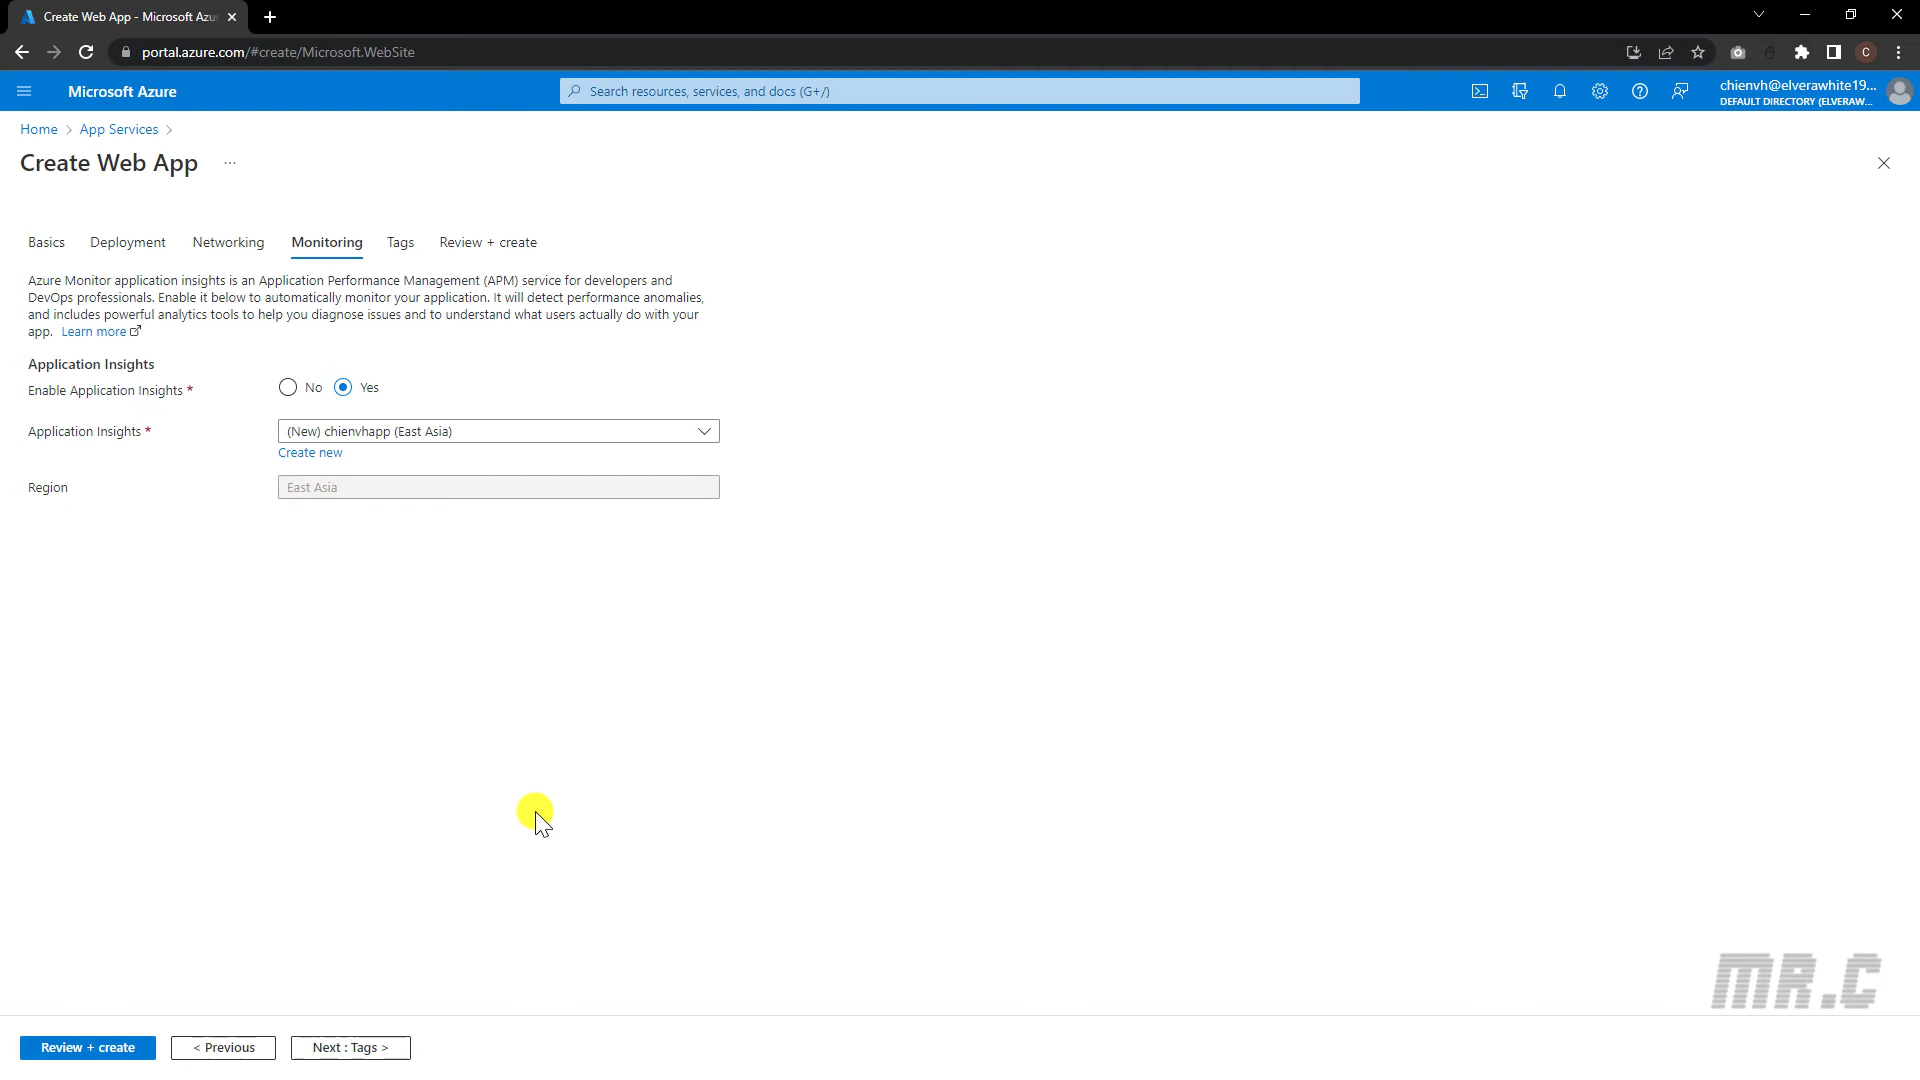 Create Web App - Microsoft Azu
portal.azure.com/#create/Microsoft.WebSite
C
Microsoft Azure
Search resources, services, and docs (G+/)
chienvh@elverawhite19...
DEFAULT DIRECTORY (ELVERAW...
Home > App Services >
Create Web App ...
Basics Deployment Networking Monitoring Tags Review + create
Azure Monitor application insights is an Application Performance Management (APM) service for developers and
DevOps professionals. Enable it below to automatically monitor your application. It will detect performance anomalies,
and includes powerful analytics tools to help you diagnose issues and to understand what users actually do with your
app. Learn more
Application Insights
Enable Application Insights * No Yes
Application Insights * (New) chienvhapp (East Asia)
Create new
Region East Asia
MR.C
Review + create < Previous Next : Tags >